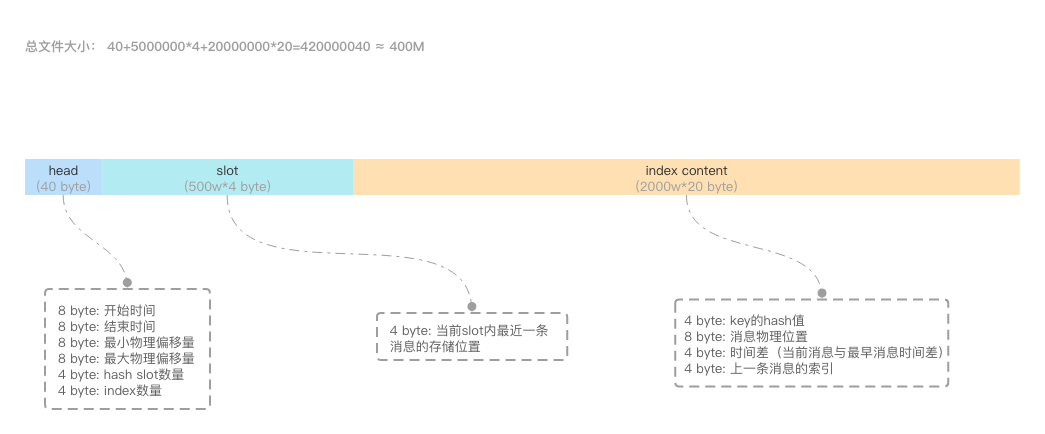 总文件大小： 40+5000000*4+20000000*20=420000040 ≈ 400M
head
(40 byte)
slot
(500w*4 byte)
index content
(2000w*20 byte)
8 byte: 开始时间
8 byte: 结束时间
8 byte: 最小物理偏移量
8 byte: 最大物理偏移量
4 byte: hash slot数量
4 byte: index数量
4 byte: 当前slot内最近一条
消息的存储位置
4 byte: key的hash值
8 byte: 消息物理位置
4 byte: 时间差（当前消息与最早消息时间差）
4 byte: 上一条消息的索引